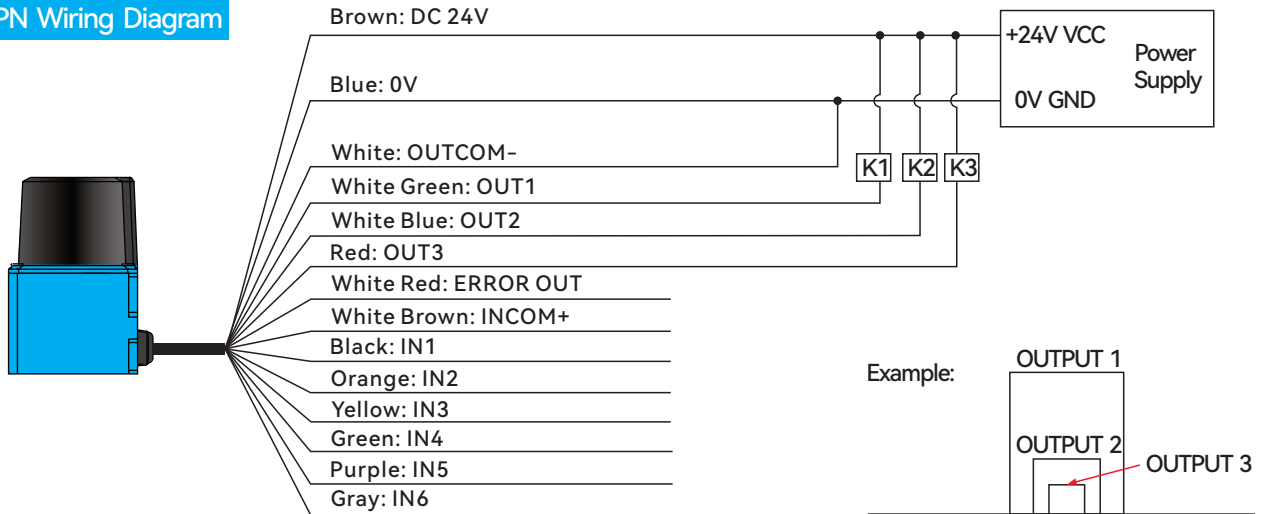 PN Wiring Diagram
Brown: DC 24V
+24V VCC
Power
Supply
Blue: 0V
0V GND
White: OUTCOM-
K1 K2 K3
White Green: OUT1
White Blue: OUT2
Red: OUT3
White Red: ERROR OUT
White Brown: INCOM+
Black: IN1
Orange: IN2
Yellow: IN3
Green: IN4
Purple: IN5
Gray: IN6
Example:
OUTPUT 1
OUTPUT 2
OUTPUT 3